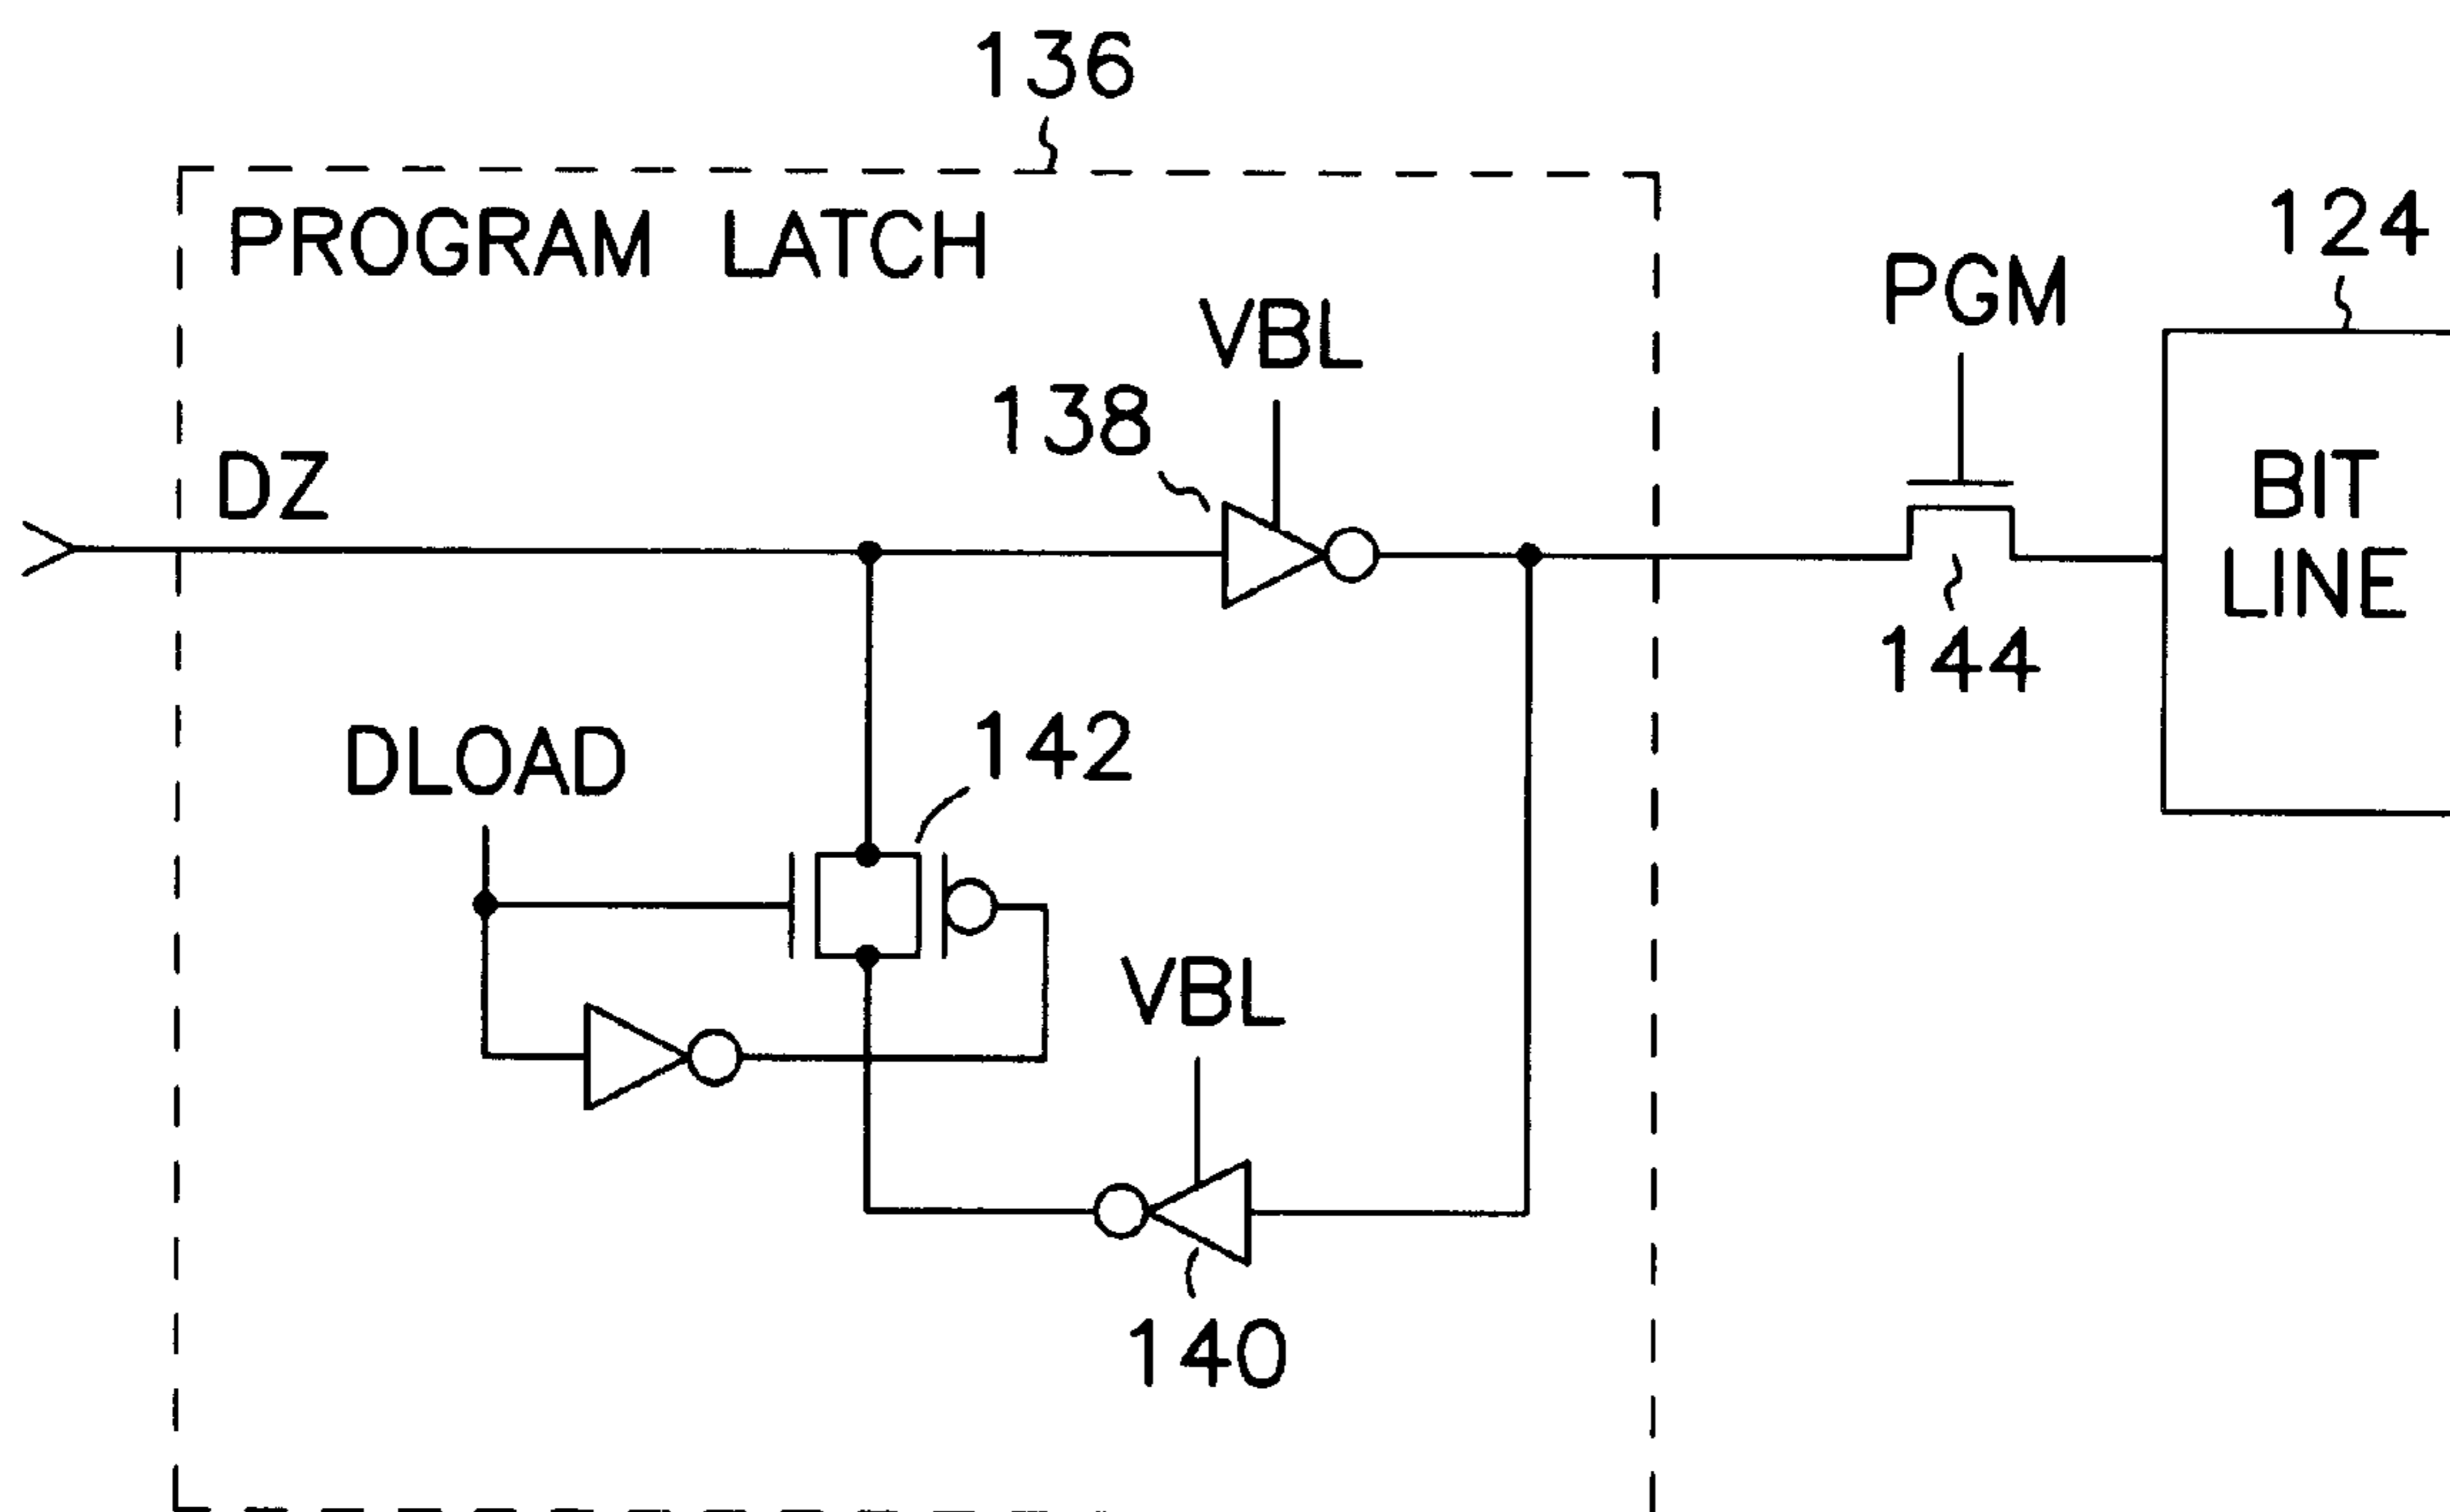 136
PROGRAM LATCH
124
PGM
VBL
138
DZ
BIT
LINE
144
DLOAD
142
VBL
140